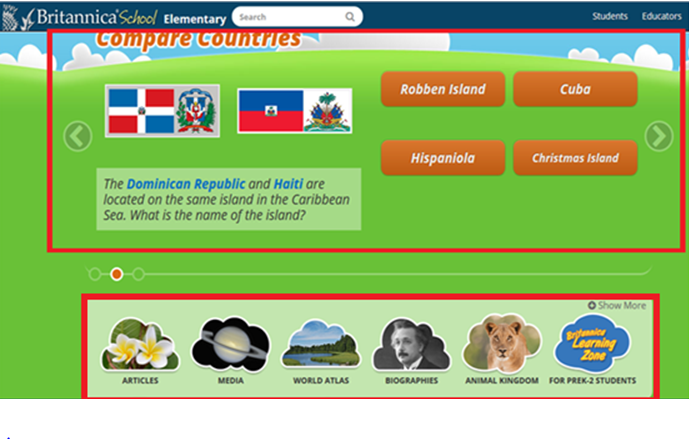 Britannica School Elementary Search Students Educators
Compare Countries
Robben Island Cuba
Hispaniola Christmas Island
The Dominican Republic and Haiti are
located on the same island in the Caribbean
Sea. What is the name of the island?
Show More
Britannica
Learning
Zone
ARTICLES MEDIA WORLD ATLAS BIOGRAPHIES ANIMAL KINGDOM FOR PREK-2 STUDENTS